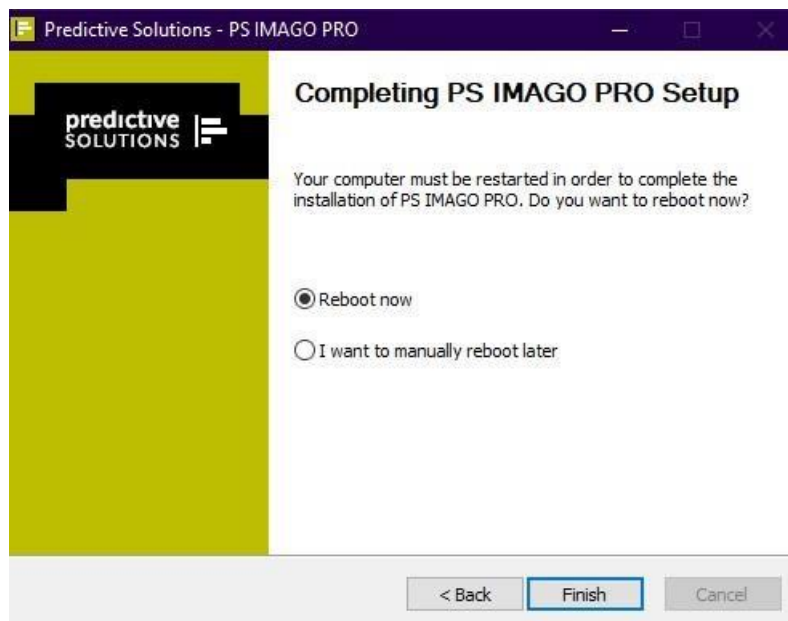 Predictive Solutions - PS IMAGO PRO
predictive
SOLUTIONS
Completing PS IMAGO PRO Setup
Your computer must be restarted in order to complete the
installation of PS IMAGO PRO. Do you want to reboot now?
Reboot now
I want to manually reboot later
< Back
Finish
Cancel